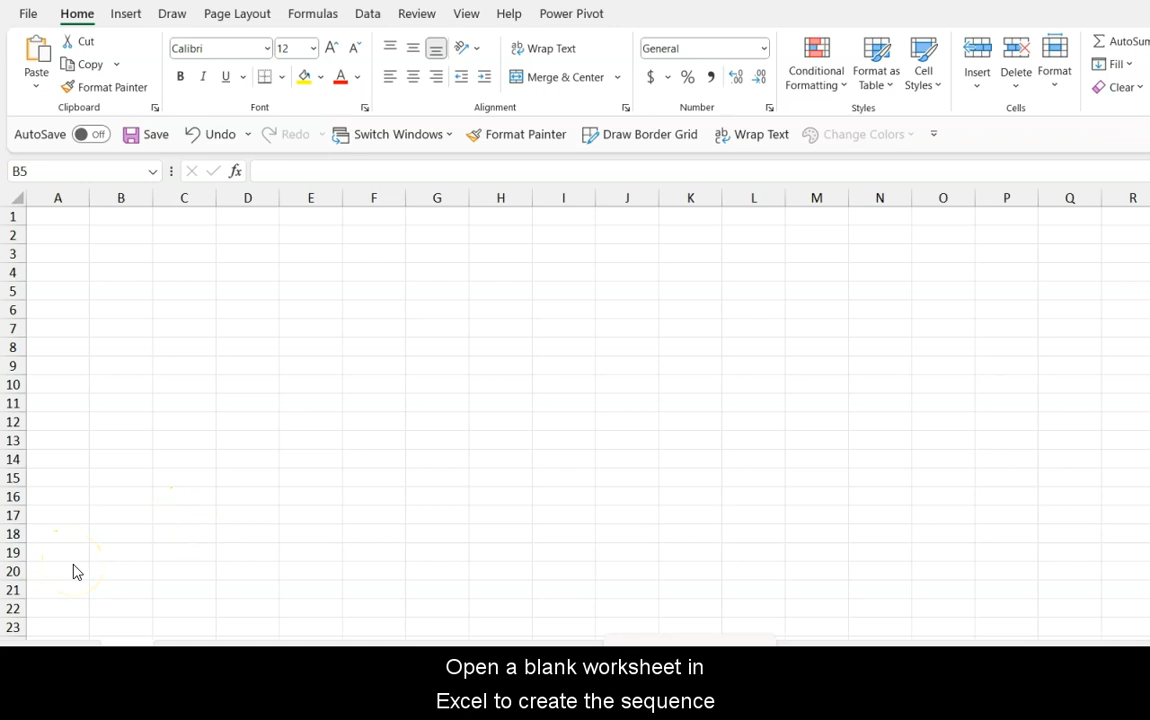 File Home Insert Draw Page Layout Formulas Data Review View Help Power Pivot
Paste Cut Copy Format Painter
Clipboard
Calibri 12
B I U A
Font
ab Wrap Text
Merge & Center
Alignment
General
$ % 9 .00
Number
Conditional Formatting Format as Table Cell Styles
Styles
Insert Delete Format
Cells
Σ AutoSum
Fill
Clear
AutoSave Off Save Undo Redo Switch Windows Format Painter Draw Border Grid ab Wrap Text Change Colors
B5 fx
A B C D E F G H I J K L M N O P Q R
1
2
3
4
5
6
7
8
9
10
11
12
13
14
15
16
17
18
19
20
21
22
23
Open a blank worksheet in
Excel to create the sequence